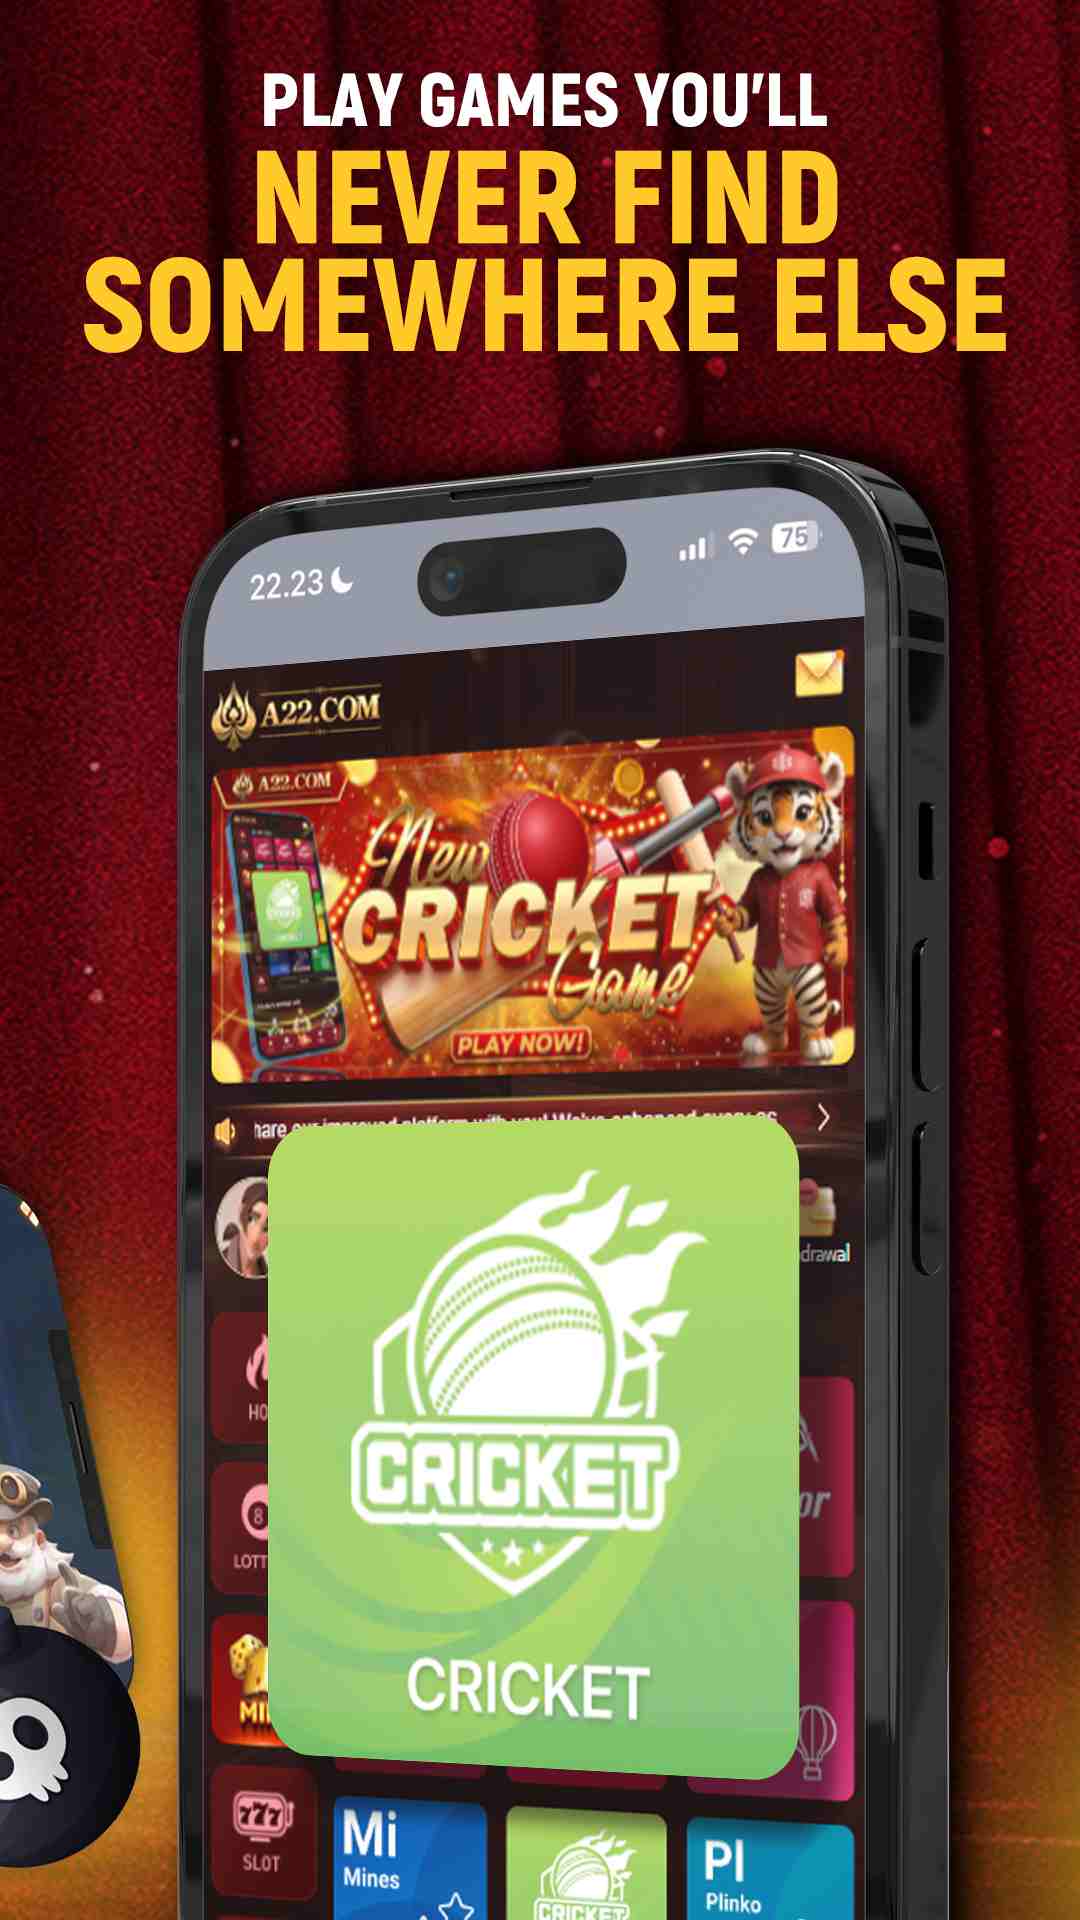 PLAY GAMES YOU'LL
NEVER FIND
SOMEWHERE ELSE
22.23
75
A22.COM
A22.COM
New
CRICKET
Game
PLAY NOW!
hare our improved platform with you! We've enhanced every as
drawal
HO
or
LOTT
CRICKET
CRICKET
MI
777
SLOT
Mi
Mines
CRICKET
Pl
Plinko